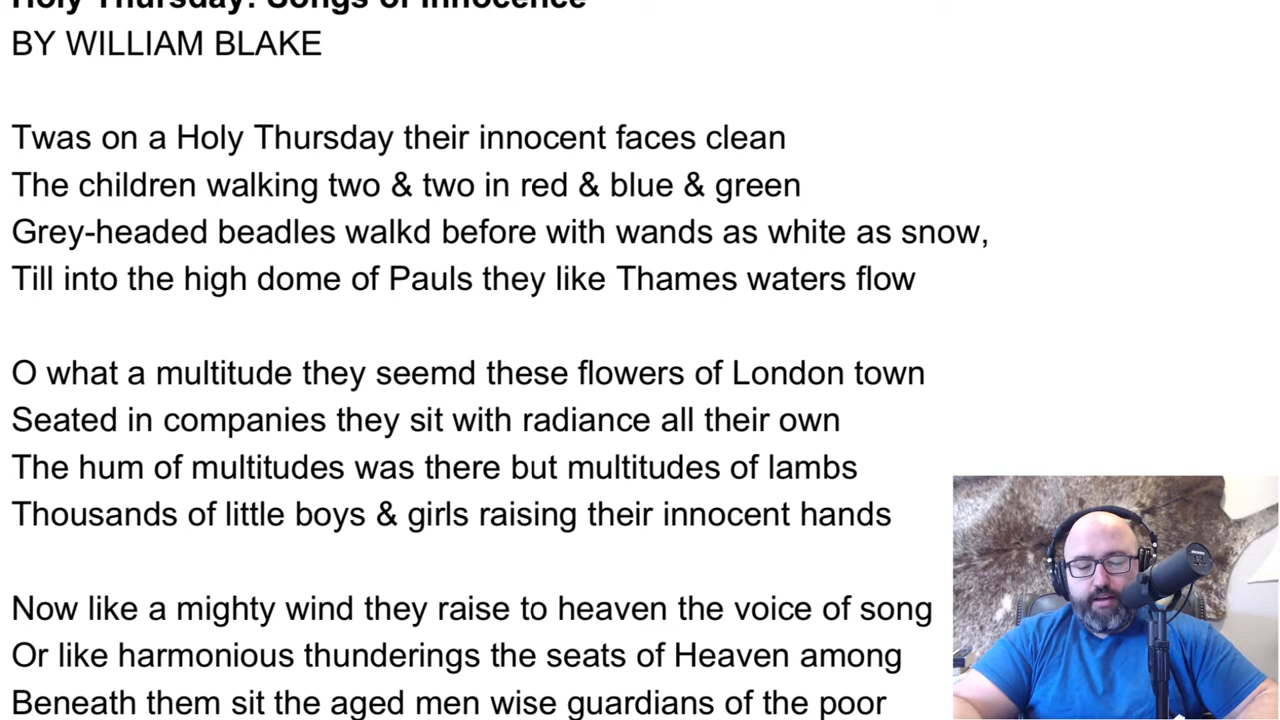 Holy Thursday: Songs of Innocence
BY WILLIAM BLAKE
Twas on a Holy Thursday their innocent faces clean
The children walking two & two in red & blue & green
Grey-headed beadles walkd before with wands as white as snow,
Till into the high dome of Pauls they like Thames waters flow
O what a multitude they seemd these flowers of London town
Seated in companies they sit with radiance all their own
The hum of multitudes was there but multitudes of lambs
Thousands of little boys & girls raising their innocent hands
Now like a mighty wind they raise to heaven the voice of song
Or like harmonious thunderings the seats of Heaven among
Beneath them sit the aged men wise guardians of the poor